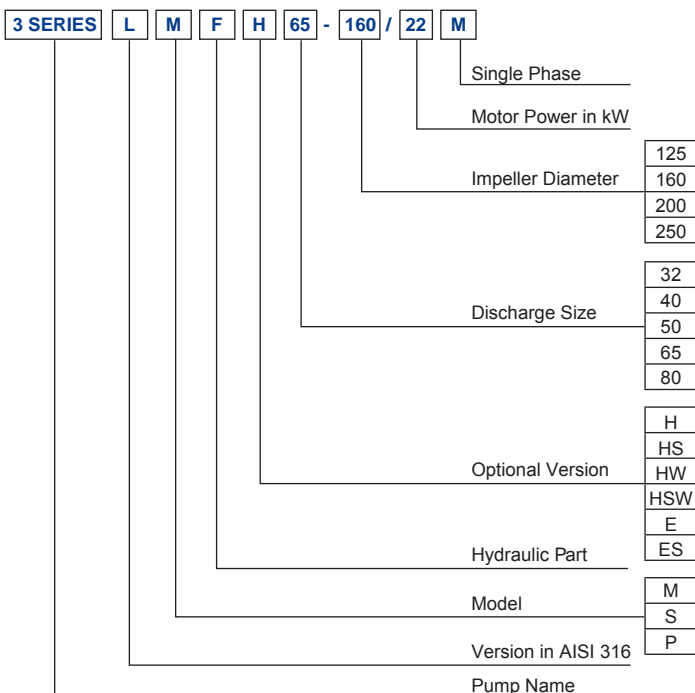 3 SERIES L M F H 65 - 160 / 22 M
Single Phase
Motor Power in kW
Impeller Diameter
125
160
200
250
Discharge Size
32
40
50
65
80
Optional Version
H
HS
HW
HSW
E
ES
Hydraulic Part
Model
M
S
P
Version in AISI 316
Pump Name